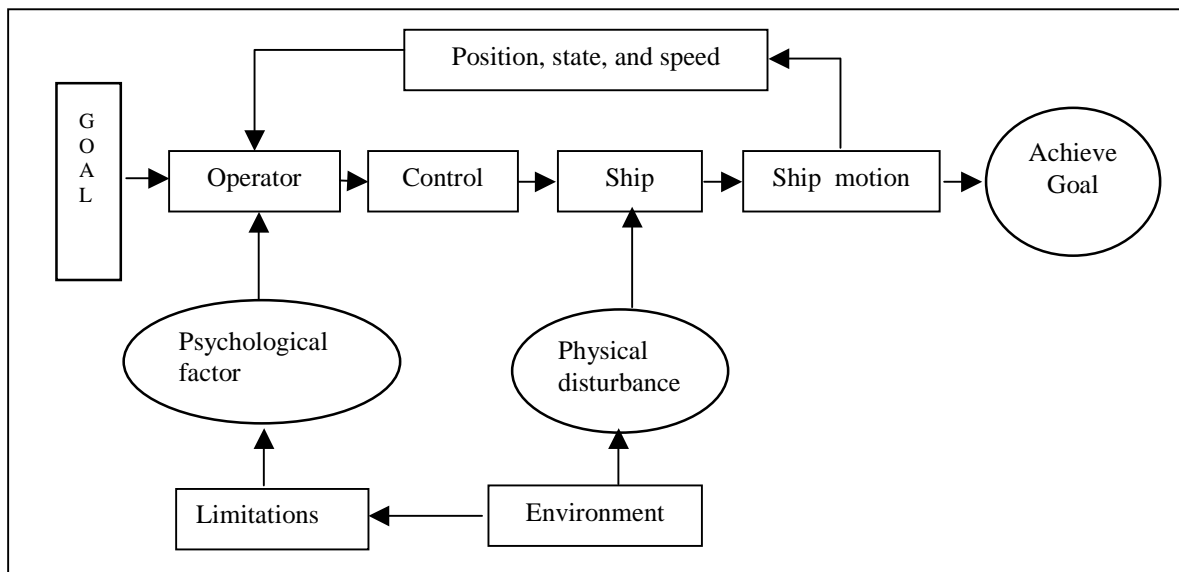 Position, state, and speed
G
O
A
L
Operator
Control
Ship
Ship motion
Achieve
Goal
Psychological
factor
Physical
disturbance
Limitations
Environment